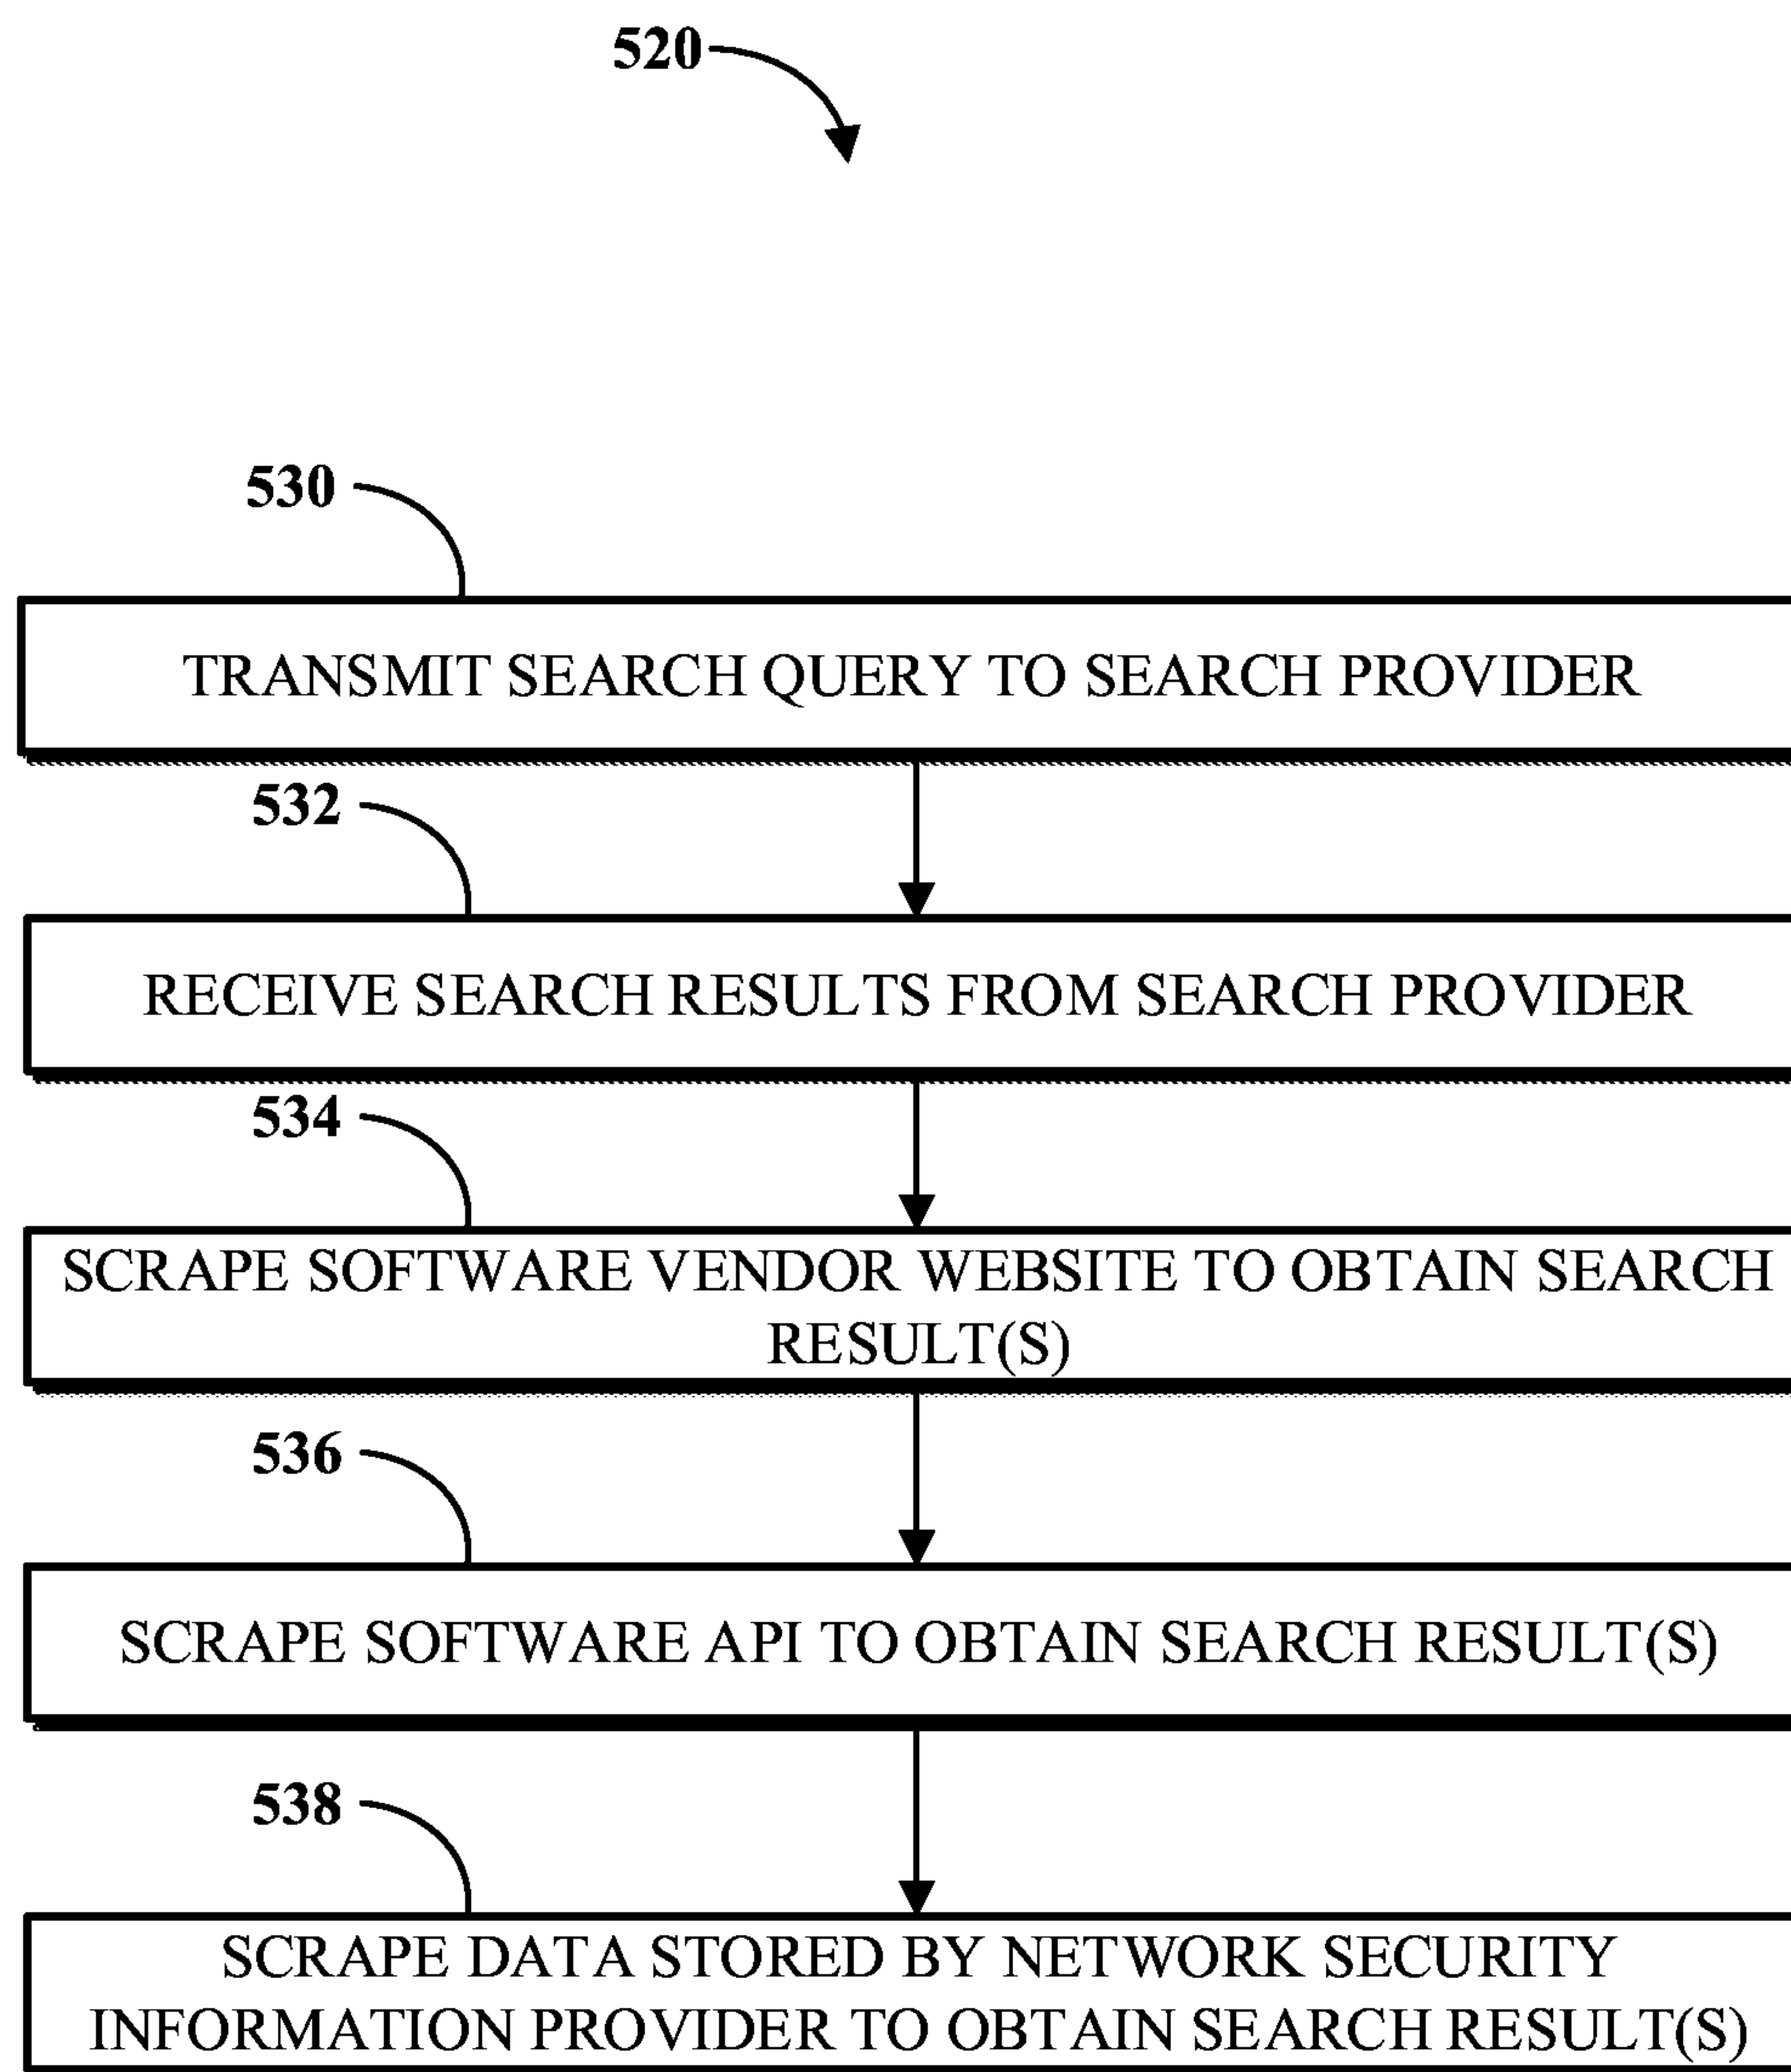 520
530
TRANSMIT SEARCH QUERY TO SEARCH PROVIDER
532
RECEIVE SEARCH RESULTS FROM SEARCH PROVIDER
534
SCRAPE SOFTWARE VENDOR WEBSITE TO OBTAIN SEARCH
RESULT(S)
536
SCRAPE SOFTWARE API TO OBTAIN SEARCH RESULT(S)
538
SCRAPE DATA STORED BY NETWORK SECURITY
INFORMATION PROVIDER TO OBTAIN SEARCH RESULT(S)